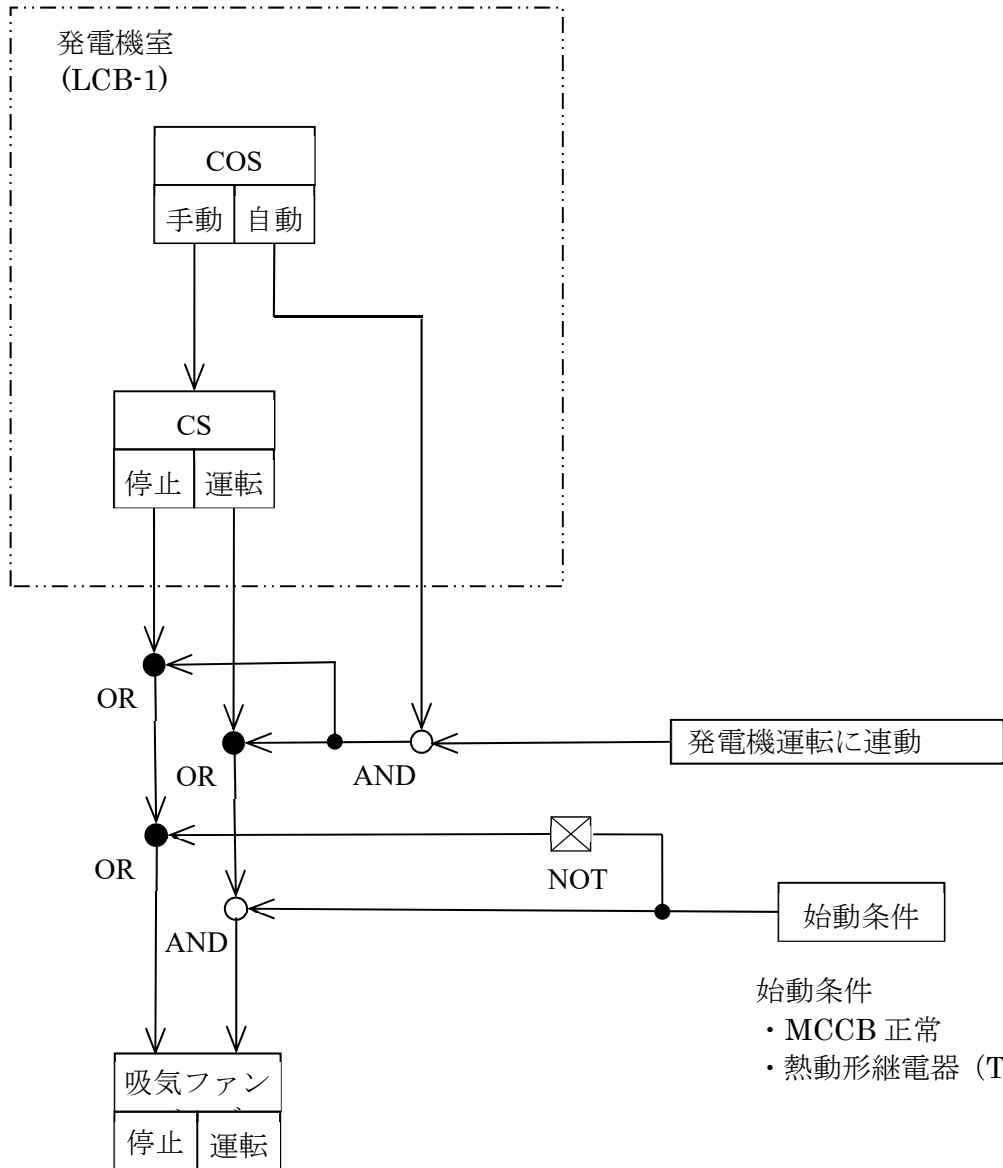 発電機室
(LCB-1)
COS
手動 自動
CS
停止 運転
OR
発電機運転に連動
OR AND
OR NOT
始動条件
AND
始動条件
・MCCB 正常
・熱動形継電器（T
吸気ファン
停止 運転